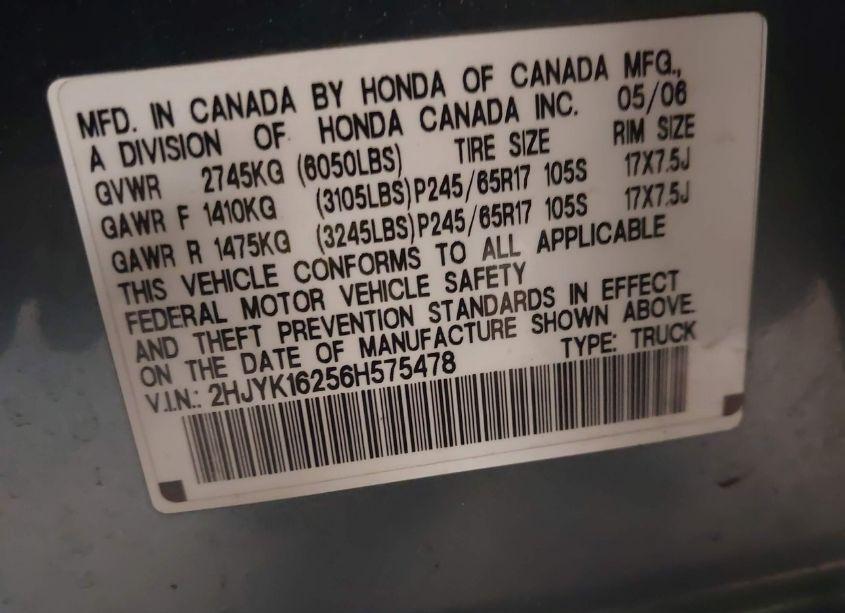 MFD. IN CANADA BY HONDA OF CANADA MFG.,
A DIVISION OF HONDA CANADA INC. 05/06
GVWR 2745KG (6050LBS) TIRE SIZE RIM SIZE
GAWR F 1410KG (3105LBS) P245/65R17 105S 17X7.5J
GAWR R 1475KG (3245LBS) P245/65R17 105S 17X7.5J
THIS VEHICLE CONFORMS TO ALL APPLICABLE
FEDERAL MOTOR VEHICLE SAFETY
AND THEFT PREVENTION STANDARDS IN EFFECT
ON THE DATE OF MANUFACTURE SHOWN ABOVE.
V.I.N.: 2HJYK16256H575478 TYPE: TRUCK